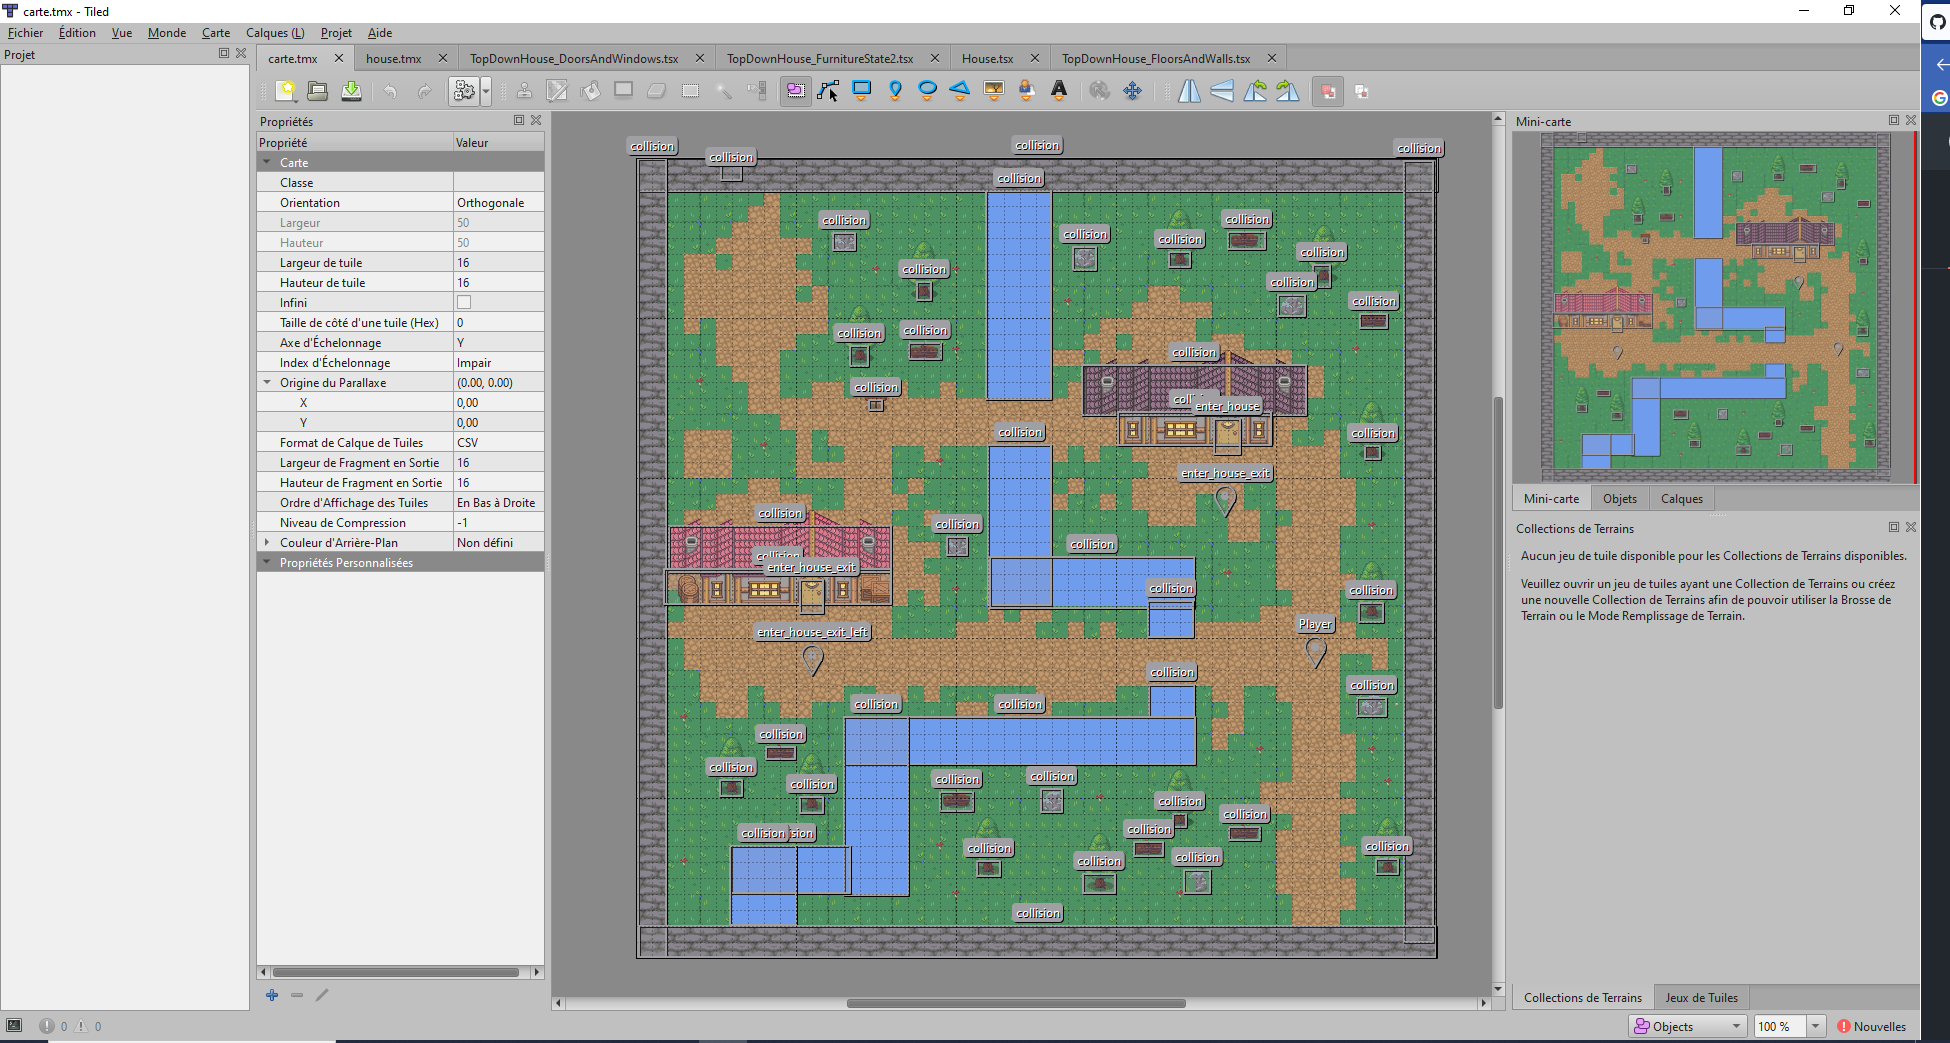 carte.tmx - Tiled
Fichier Édition Vue Monde Carte Calques (L) Projet Aide
Projet
carte.tmx house.tmx TopDownHouse_DoorsAndWindows.tsx TopDownHouse_FurnitureState2.tsx House.tsx TopDownHouse_FloorsAndWalls.tsx
Propriétés
Propriété Valeur
Carte
Classe
Orientation Orthogonale
Largeur 50
Hauteur 50
Largeur de tuile 16
Hauteur de tuile 16
Infini
Taille de côté d'une tuile (Hex) 0
Axe d'Échelonnage Y
Index d'Échelonnage Impair
Origine du Parallaxe (0.00, 0.00)
X 0,00
Y 0,00
Format de Calque de Tuiles CSV
Largeur de Fragment en Sortie 16
Hauteur de Fragment en Sortie 16
Ordre d'Affichage des Tuiles En Bas à Droite
Niveau de Compression -1
Couleur d'Arrière-Plan Non défini
Propriétés Personnalisées
0 0
collision collision collision
collision
collision
collision collision
collision collision
collision
collision
collision
collision
collision collision
collision
collision
collision
enter_house
collision collision
enter_house_exit
collision
collision
collision
enter_house_exit
collision
collision
Player
enter_house_exit_left
collision
collision
collision collision
collision
collision
collision collision
collision
collision
collision
collision
collision sion
collision
collision
collision
collision
collision
Mini-carte
Mini-carte Objets Calques
Collections de Terrains
Aucun jeu de tuile disponible pour les Collections de Terrains disponibles.
Veuillez ouvrir un jeu de tuiles ayant une Collection de Terrains ou créez
une nouvelle Collection de Terrains afin de pouvoir utiliser la Brosse de
Terrain ou le Mode Remplissage de Terrain.
Collections de Terrains Jeux de Tuiles
Objects 100 % Nouvelles